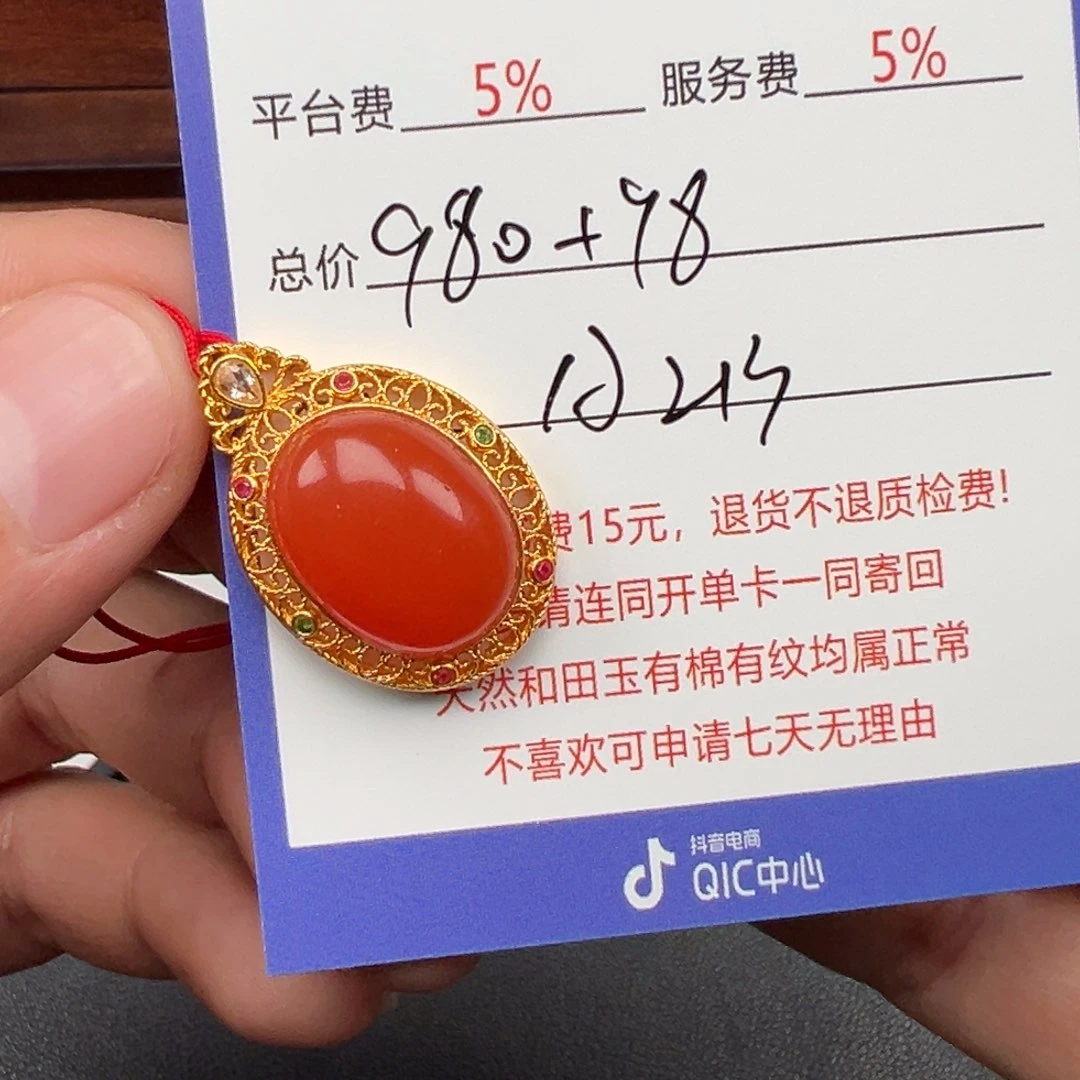 平台费 5% 服务费 5%
总价 980+98
费15元，退货不退质检费!
请连同开单卡一同寄回
天然和田玉有棉有纹均属正常
不喜欢可申请七天无理由
抖音电商
QIC中心